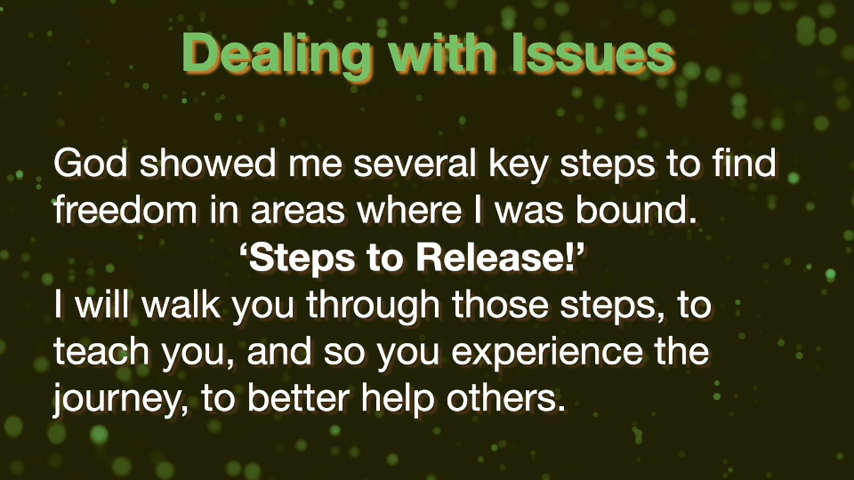 Dealing with Issues
God showed me several key steps to find
freedom in areas where I was bound.
‘Steps to Release!’
I will walk you through those steps, to
teach you, and so you experience the
journey, to better help others.